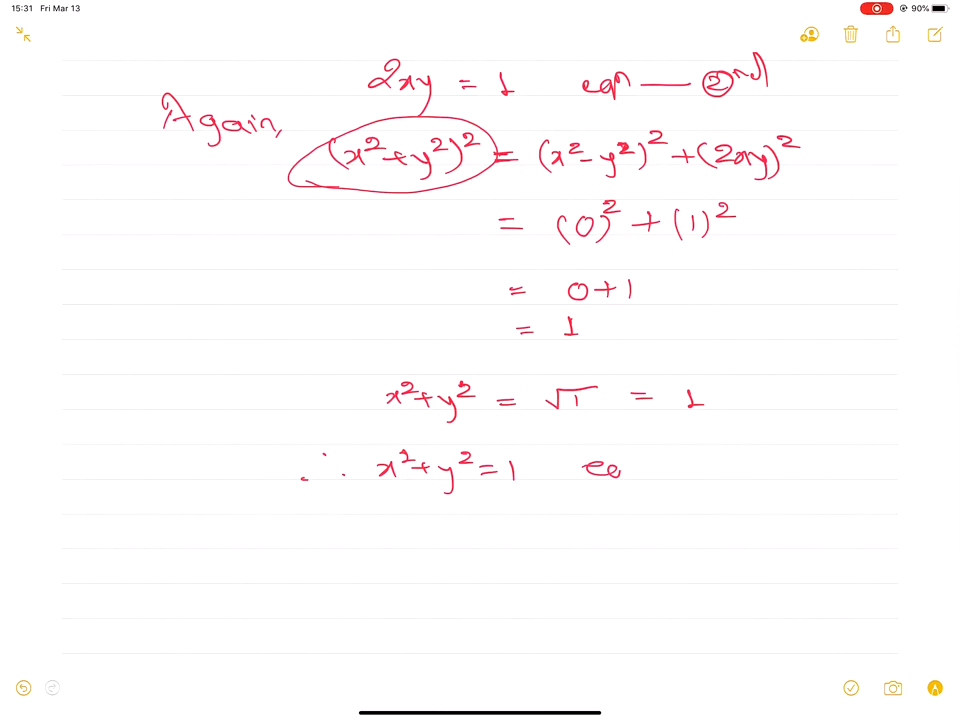 15:31 Fri Mar 13 90%
2xy = 1 eqn — 2nd
Again,
(x²+y²)² = (x²-y²)² + (2xy)²
= (0)² + (1)²
= 0+1
= 1
x²+y² = √1 = 1
∴ x²+y² = 1 eq